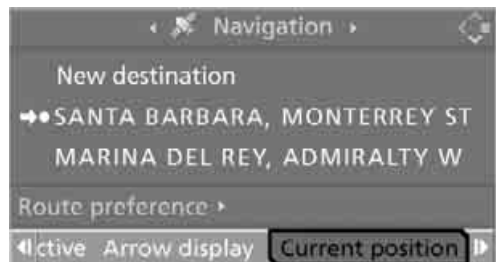 Navigation
New destination
SANTA BARBARA, MONTERREY ST
MARINA DEL REY, ADMIRALTY W
Route preference
ctive Arrow display Current position